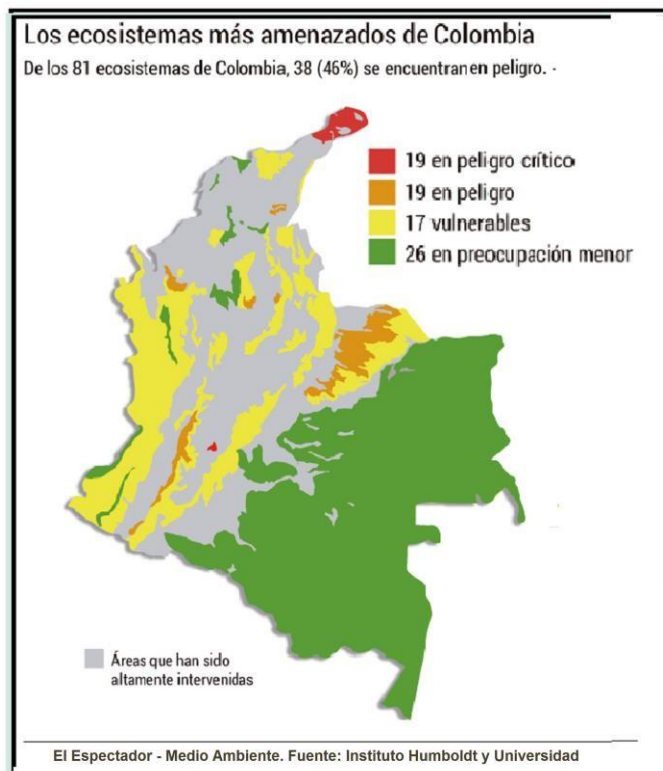 Los ecosistemas más amenazados de Colombia
De los 81 ecosistemas de Colombia, 38 (46%) se encuentran en peligro. -
19 en peligro crítico
19 en peligro
17 vulnerables
26 en preocupación menor
Áreas que han sido
altamente intervenidas
El Espectador - Medio Ambiente. Fuente: Instituto Humboldt y Universidad